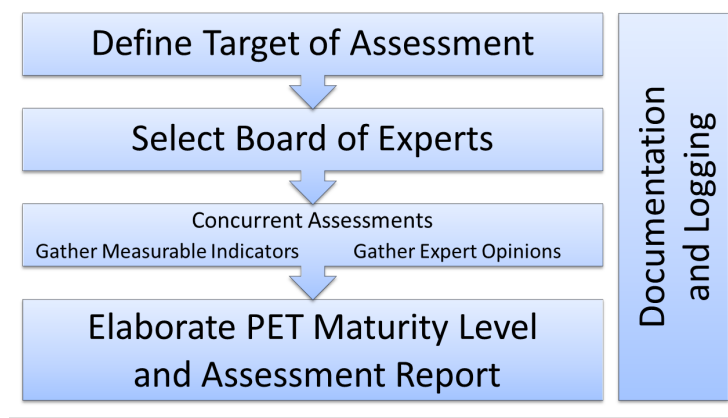 Define Target of Assessment
Select Board of Experts
Concurrent Assessments
Gather Measurable Indicators Gather Expert Opinions
Elaborate PET Maturity Level
and Assessment Report
Documentation
and Logging